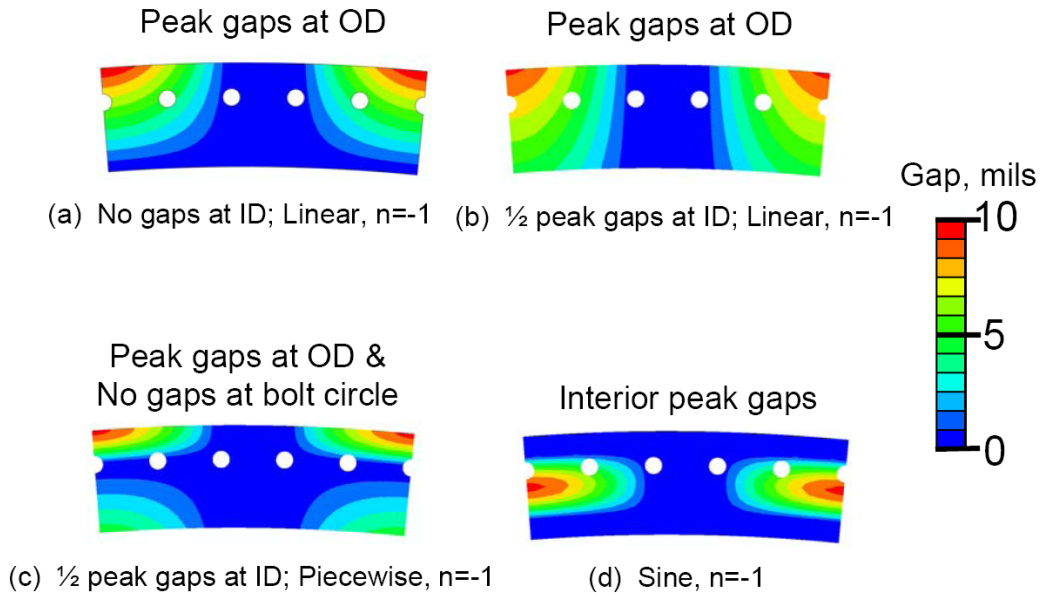 Peak gaps at OD
Peak gaps at OD
(a) No gaps at ID; Linear, n=-1
(b) ½ peak gaps at ID; Linear, n=-1
Gap, mils
10
5
0
Peak gaps at OD &
No gaps at bolt circle
Interior peak gaps
(c) ½ peak gaps at ID; Piecewise, n=-1
(d) Sine, n=-1